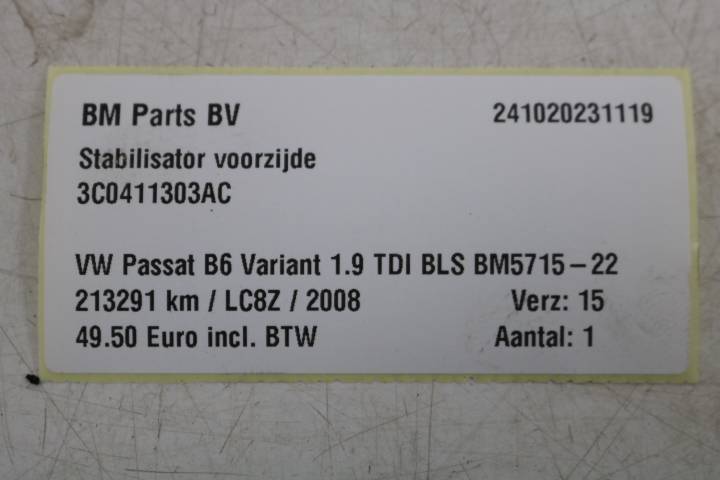 BM Parts BV 241020231119
Stabilisator voorzijde
3C0411303AC
VW Passat B6 Variant 1.9 TDI BLS BM5715-22
213291 km / LC8Z / 2008 Verz: 15
49.50 Euro incl. BTW Aantal: 1